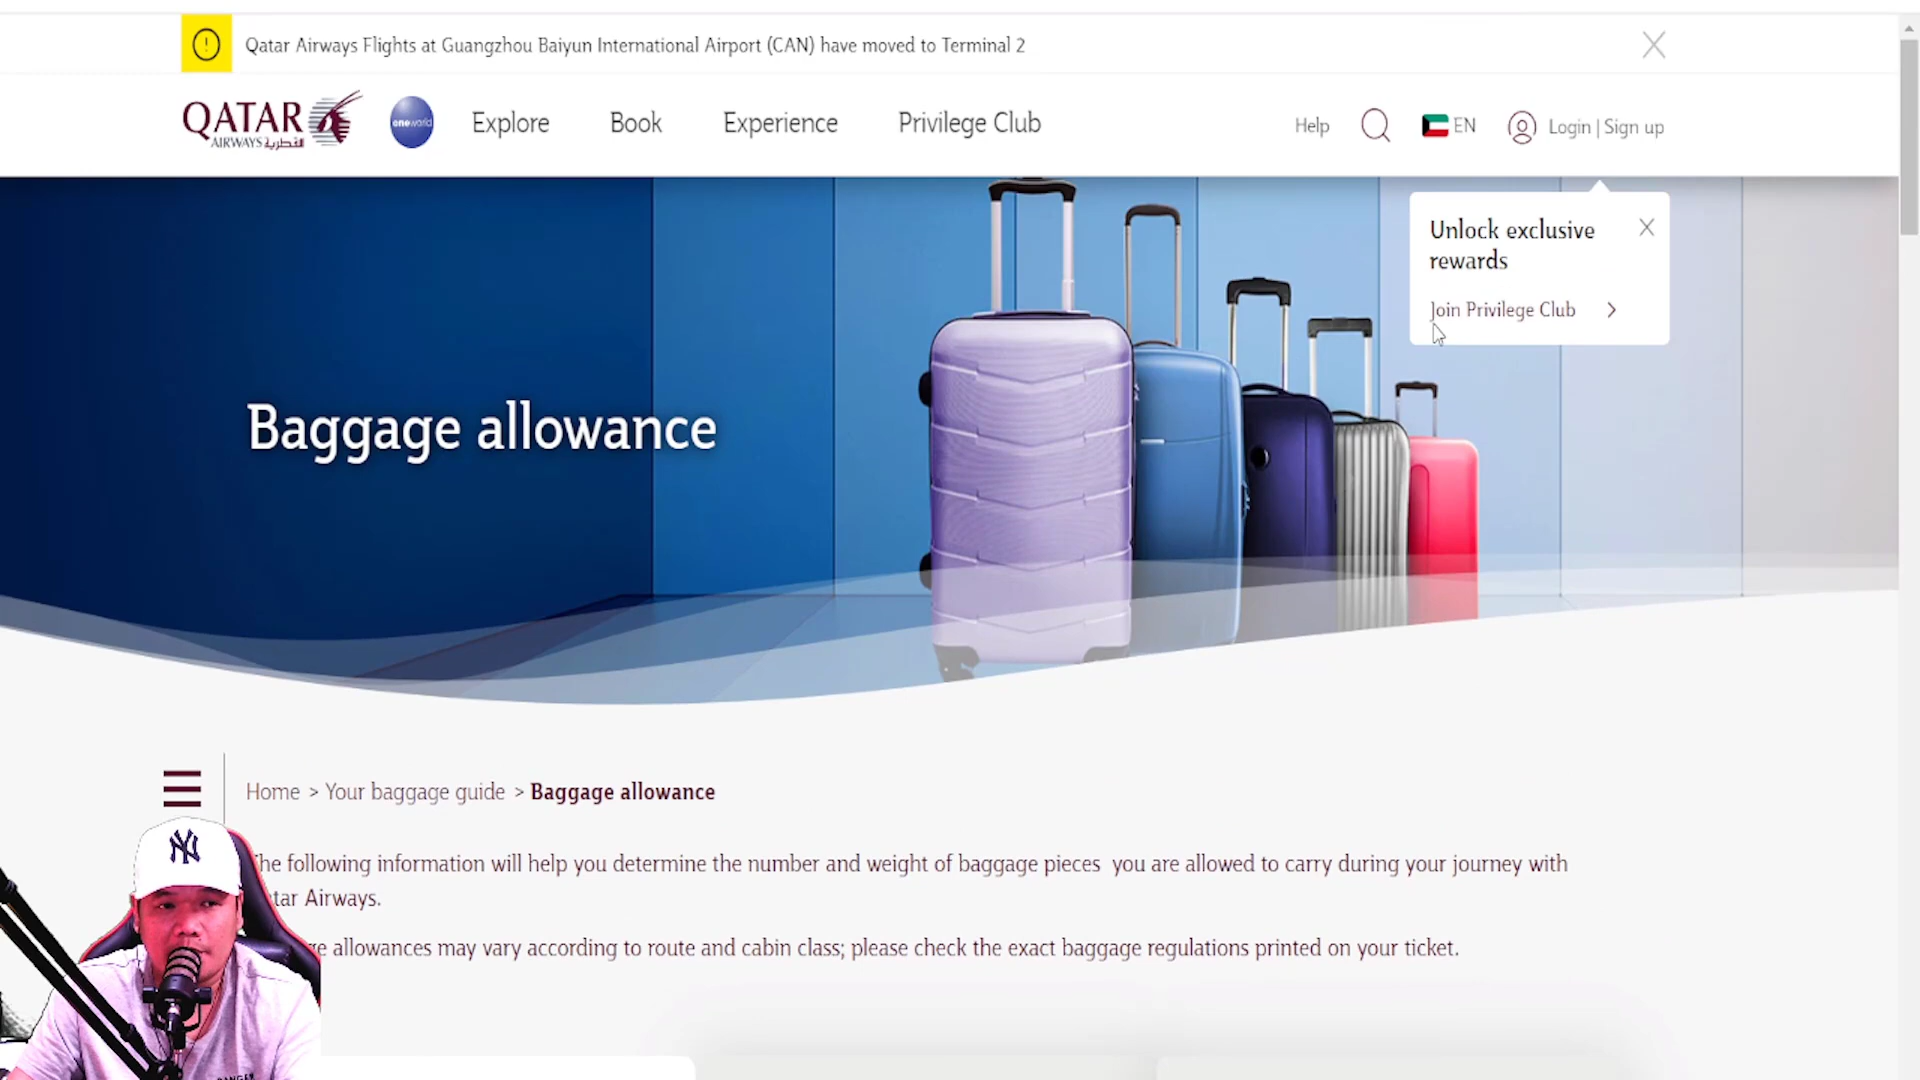 Qatar Airways Flights at Guangzhou Baiyun International Airport (CAN) have moved to Terminal 2
QATAR
AIRWAYS القطرية
oneworld
Explore
Book
Experience
Privilege Club
Help
EN
Login | Sign up
Unlock exclusive
rewards
Join Privilege Club
Baggage allowance
Home > Your baggage guide > Baggage allowance
he following information will help you determine the number and weight of baggage pieces you are allowed to carry during your journey with
tar Airways.
e allowances may vary according to route and cabin class; please check the exact baggage regulations printed on your ticket.
NY